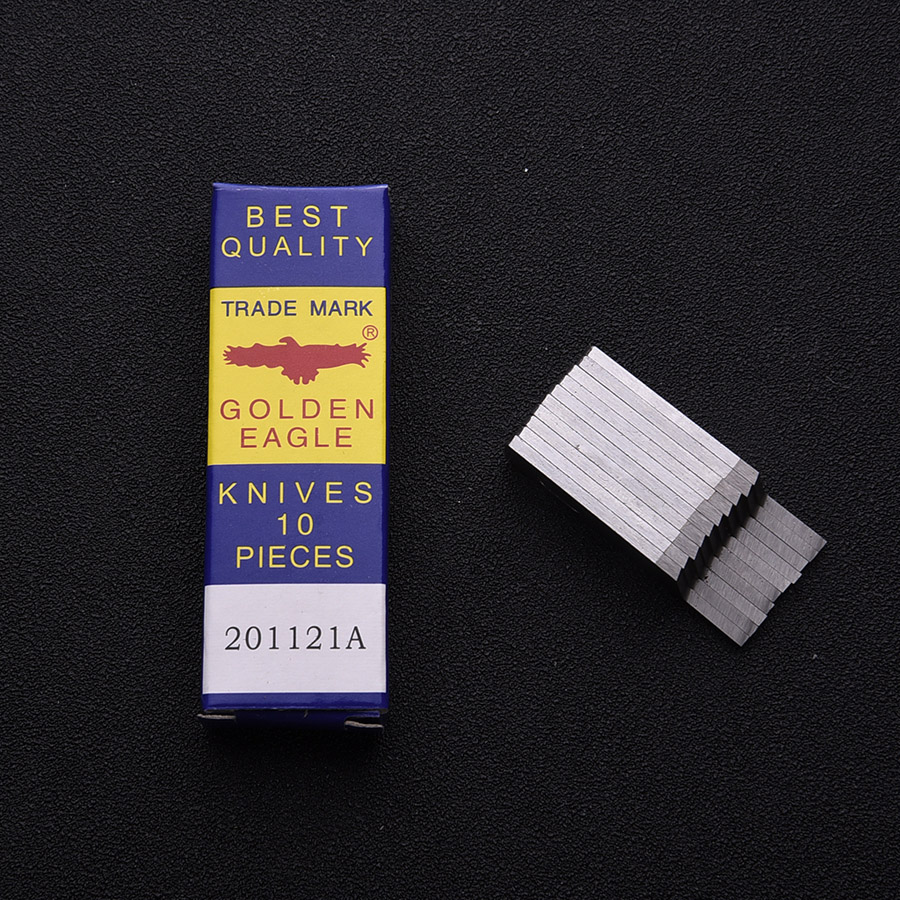 BEST
QUALITY
TRADE MARK
®
GOLDEN
EAGLE
KNIVES
10
PIECES
201121A